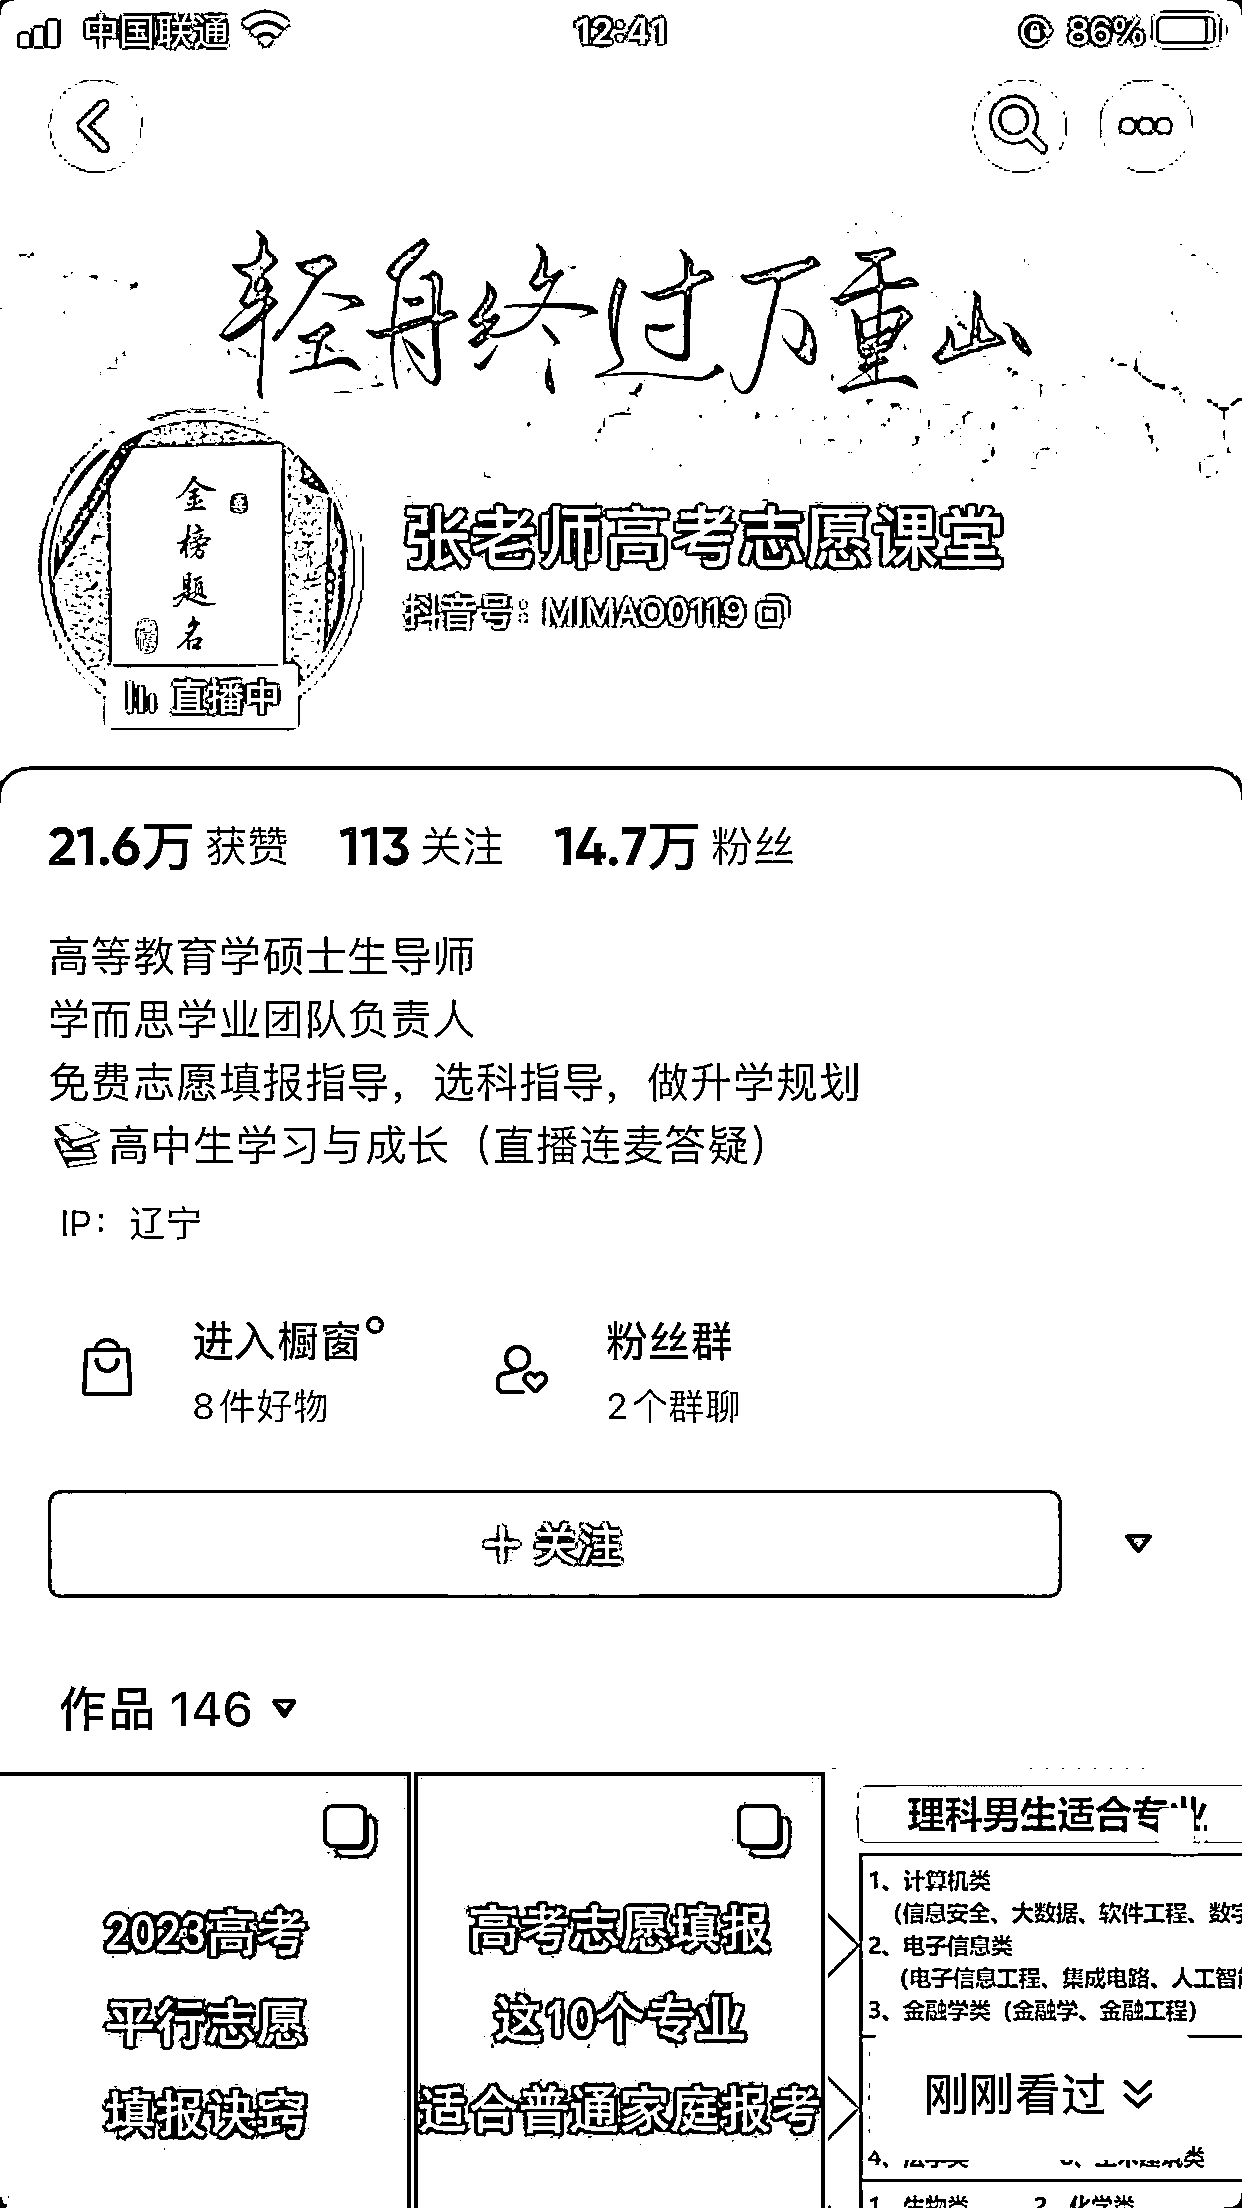 中国联通
12:41
86%
轻舟终过万重山
金榜题名
直播中
张老师高考志愿课堂
抖音号：MIMAO0119
21.6万 获赞 113 关注 14.7万 粉丝
高等教育学硕士生导师
学而思学业团队负责人
免费志愿填报指导，选科指导，做升学规划
高中生学习与成长（直播连麦答疑）
IP：辽宁
进入橱窗
8件好物
粉丝群
2个群聊
关注
作品 146
2023高考
平行志愿
填报诀窍
高考志愿填报
这10个专业
适合普通家庭报考
理科男生适合专业
1、计算机类
(信息安全、大数据、软件工程、数字
2、电子信息类
(电子信息工程、集成电路、人工智能
3、金融学类（金融学、金融工程）
刚刚看过
1、生物类 2、化学类